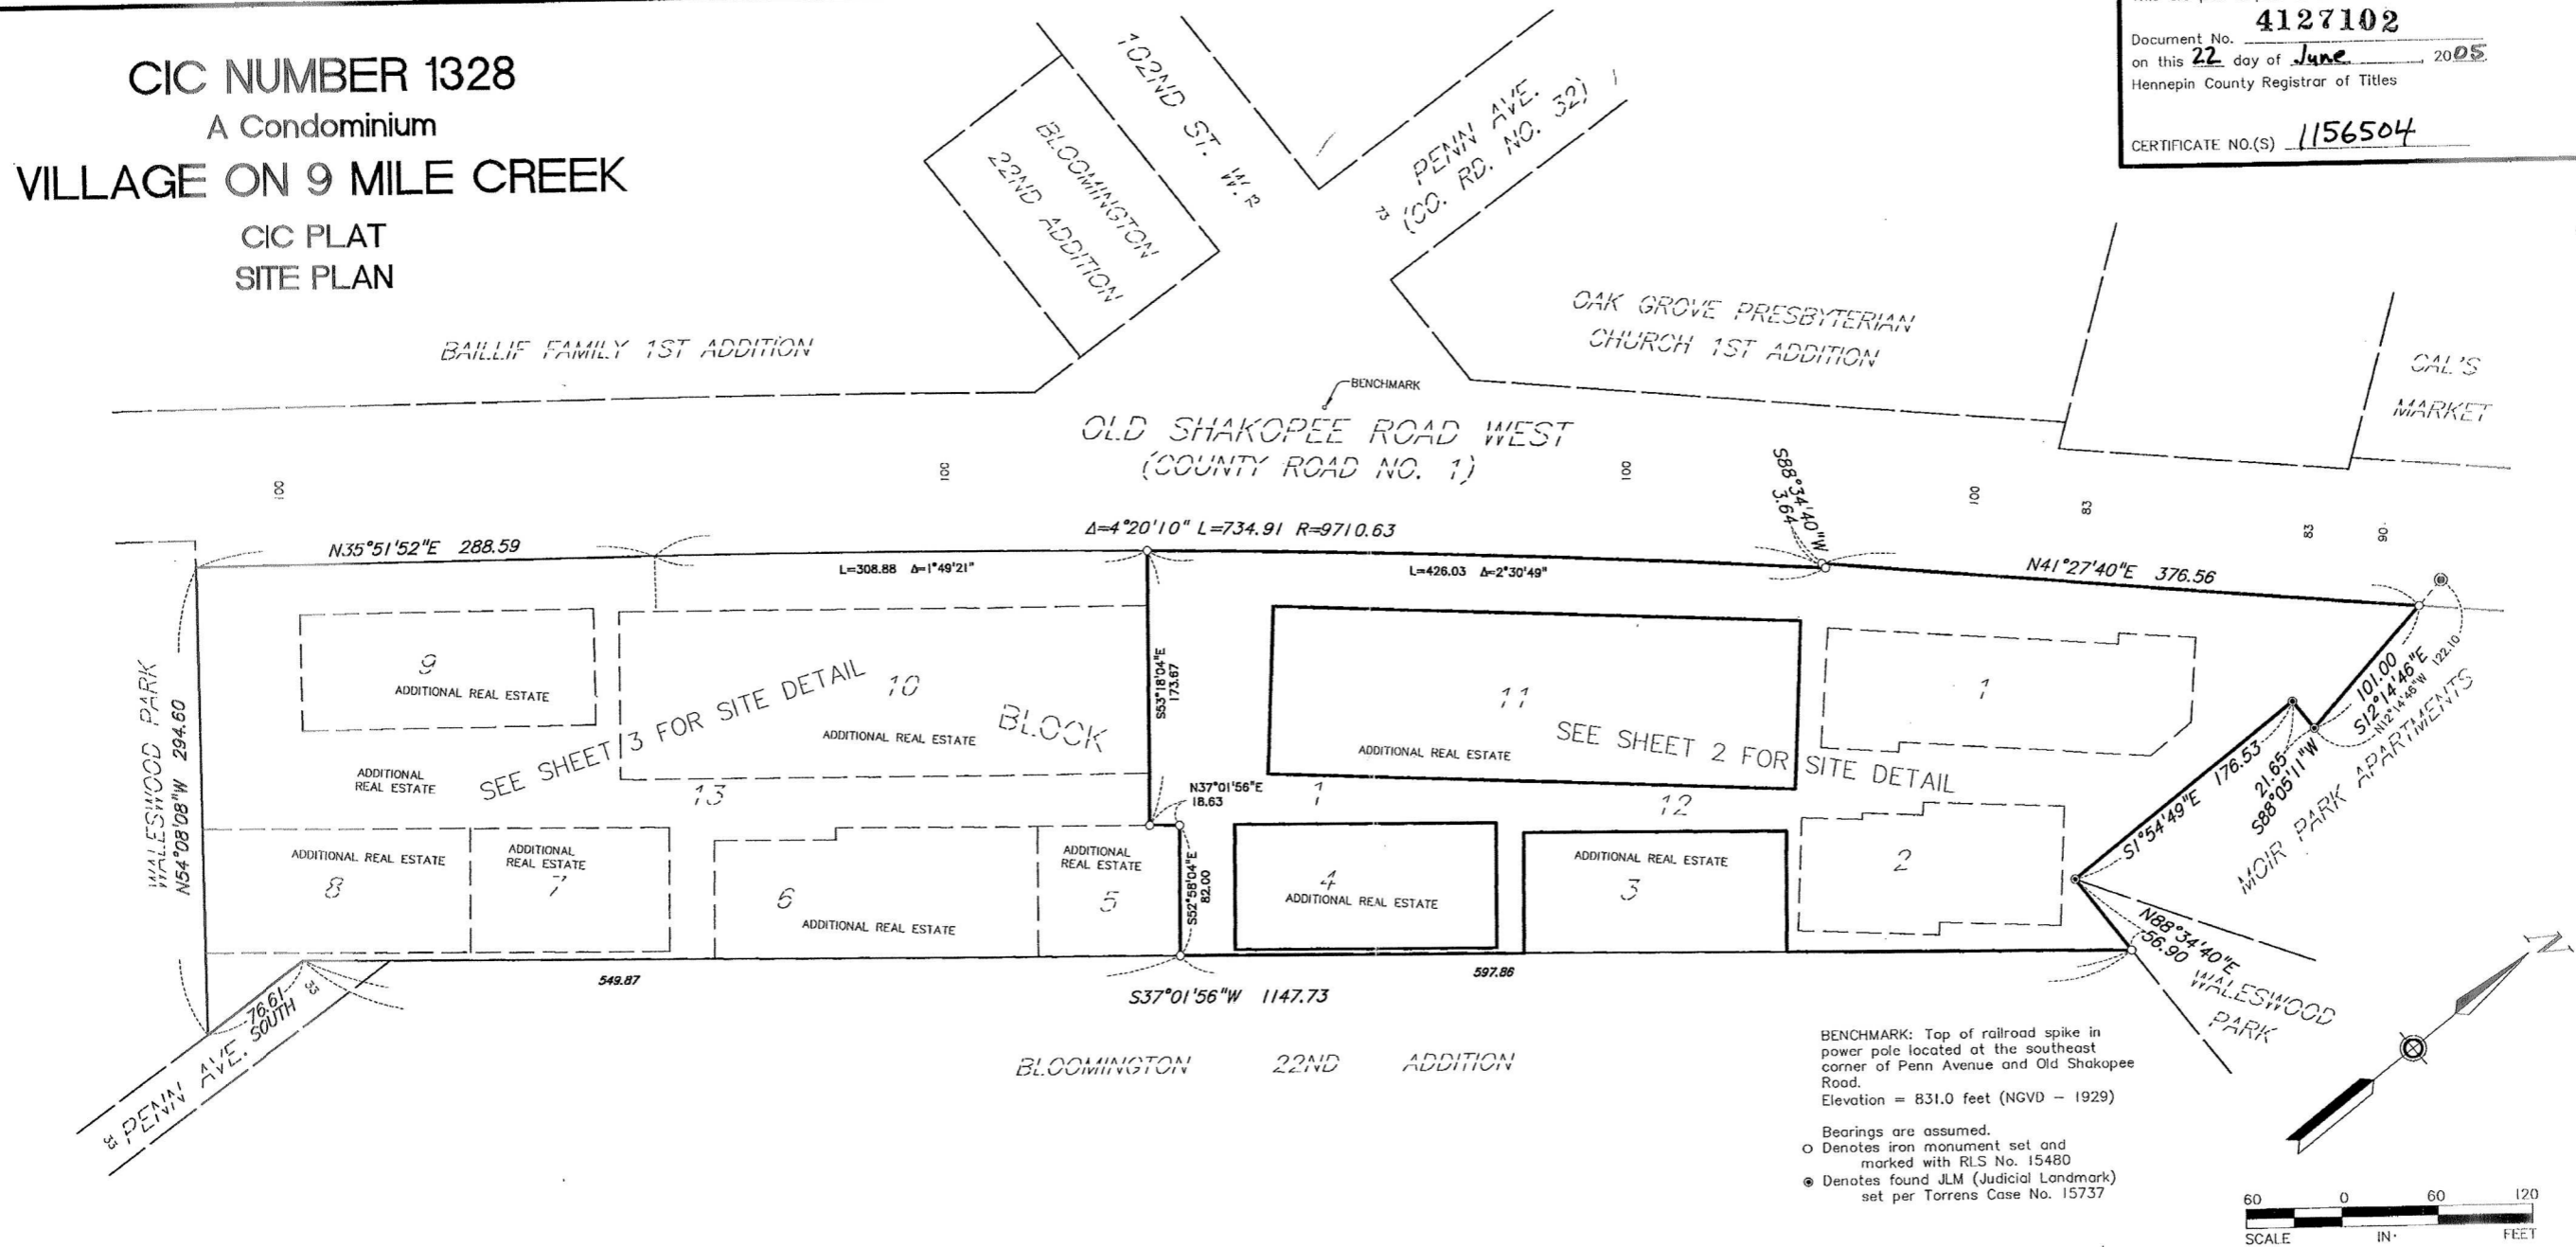 CIC NUMBER 1328
A Condominium
VILLAGE ON 9 MILE CREEK
CIC PLAT
SITE PLAN
4127102
Document No.
on this 22 day of June 2005
Hennepin County Registrar of Titles
CERTIFICATE NO.(S) 1156504
102ND ST. W.
73
BLOOMINGTON
22ND ADDITION
PENN AVE.
(CO. RD. NO. 32)
73
BAILLIF FAMILY 1ST ADDITION
OAK GROVE PRESBYTERIAN
CHURCH 1ST ADDITION
CAL'S
MARKET
BENCHMARK
OLD SHAKOPEE ROAD WEST
(COUNTY ROAD NO. 1)
100
100
100
100
83
83
90
S88°34'40"W
3.64
N35°51'52"E 288.59
Δ=4°20'10" L=734.91 R=9710.63
L=308.88 Δ=1°49'21"
L=426.03 Δ=2°30'49"
N41°27'40"E 376.56
WALESWOOD PARK
N54°08'08"W 294.60
9
ADDITIONAL REAL ESTATE
10
ADDITIONAL REAL ESTATE
BLOCK
SEE SHEET 3 FOR SITE DETAIL
ADDITIONAL
REAL ESTATE
13
S53°18'04"E
173.67
11
ADDITIONAL REAL ESTATE
SEE SHEET 2 FOR SITE DETAIL
1
101.00
S12°14'46"E
N12°14'46"W
122.10
176.53
S1°54'49"E
21.65
S88°05'11"W
MOIR PARK APARTMENTS
N37°01'56"E
18.63
1
12
ADDITIONAL REAL ESTATE
8
ADDITIONAL
REAL ESTATE
7
6
ADDITIONAL REAL ESTATE
ADDITIONAL
REAL ESTATE
5
S52°58'04"E
82.00
4
ADDITIONAL REAL ESTATE
ADDITIONAL REAL ESTATE
3
2
N88°34'40"E
56.90
WALESWOOD
PARK
549.87
597.86
S37°01'56"W 1147.73
76.61
SOUTH
33
PENN AVE.
33
BLOOMINGTON 22ND ADDITION
N
BENCHMARK: Top of railroad spike in
power pole located at the southeast
corner of Penn Avenue and Old Shakopee
Road.
Elevation = 831.0 feet (NGVD - 1929)
Bearings are assumed.
Denotes iron monument set and
marked with RLS No. 15480
Denotes found JLM (Judicial Landmark)
set per Torrens Case No. 15737
60 0 60 120
SCALE IN FEET